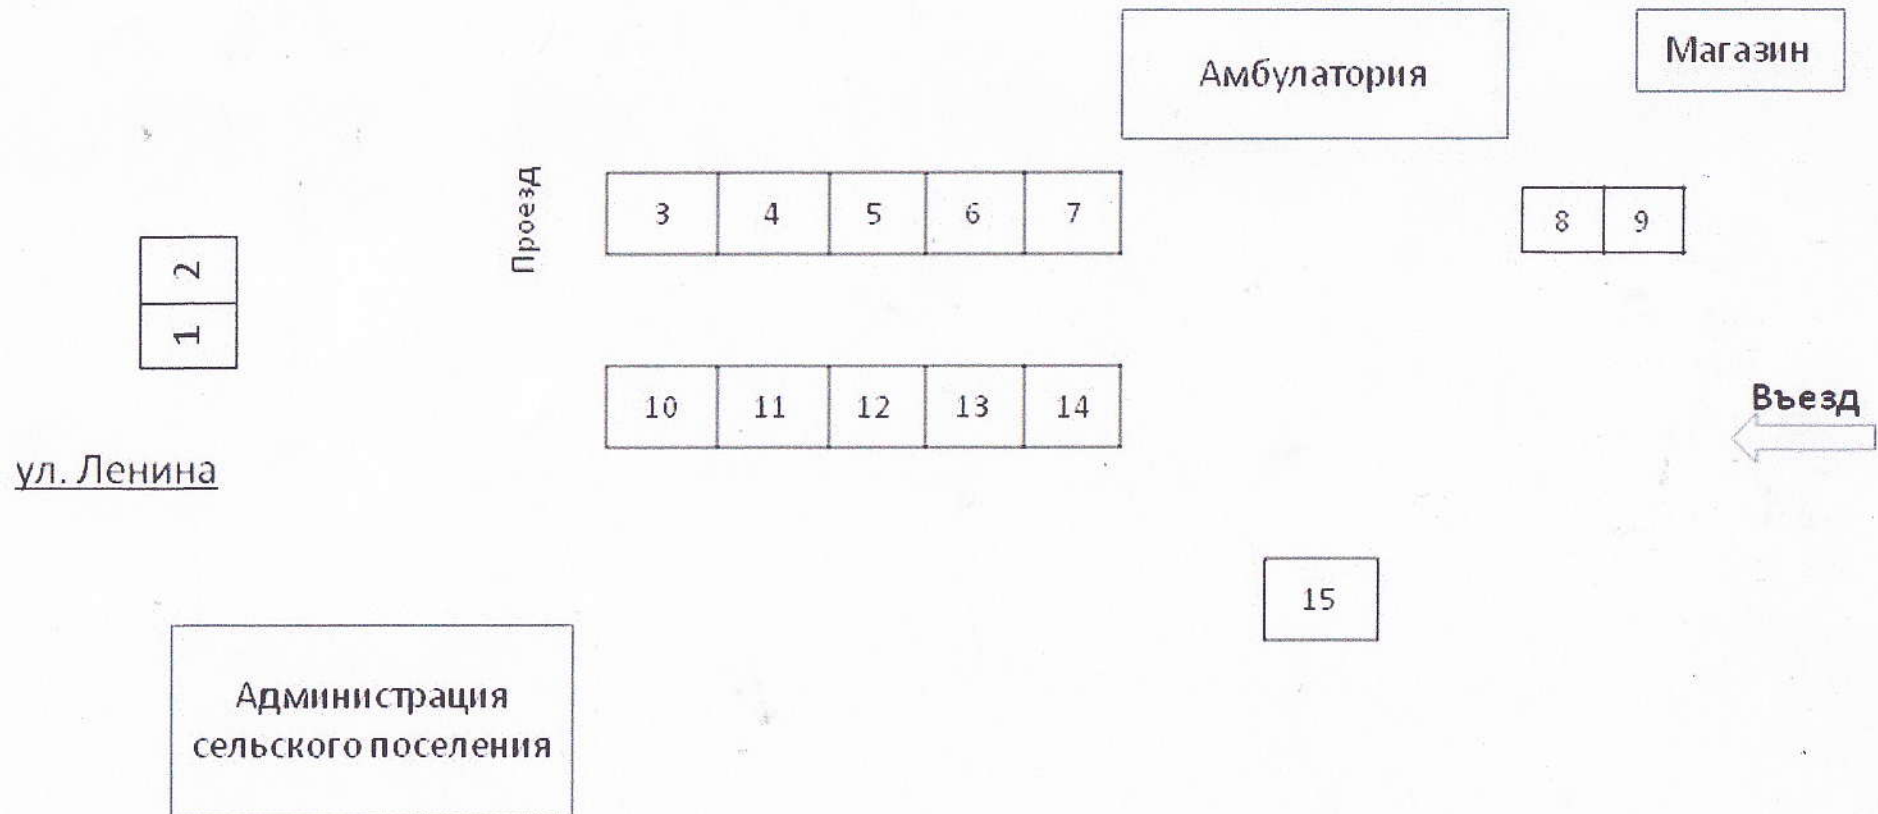 Амбулатория
Магазин
Проезд
3 4 5 6 7
8 9
2
1
10 11 12 13 14
Въезд
ул. Ленина
15
Администрация
сельского поселения